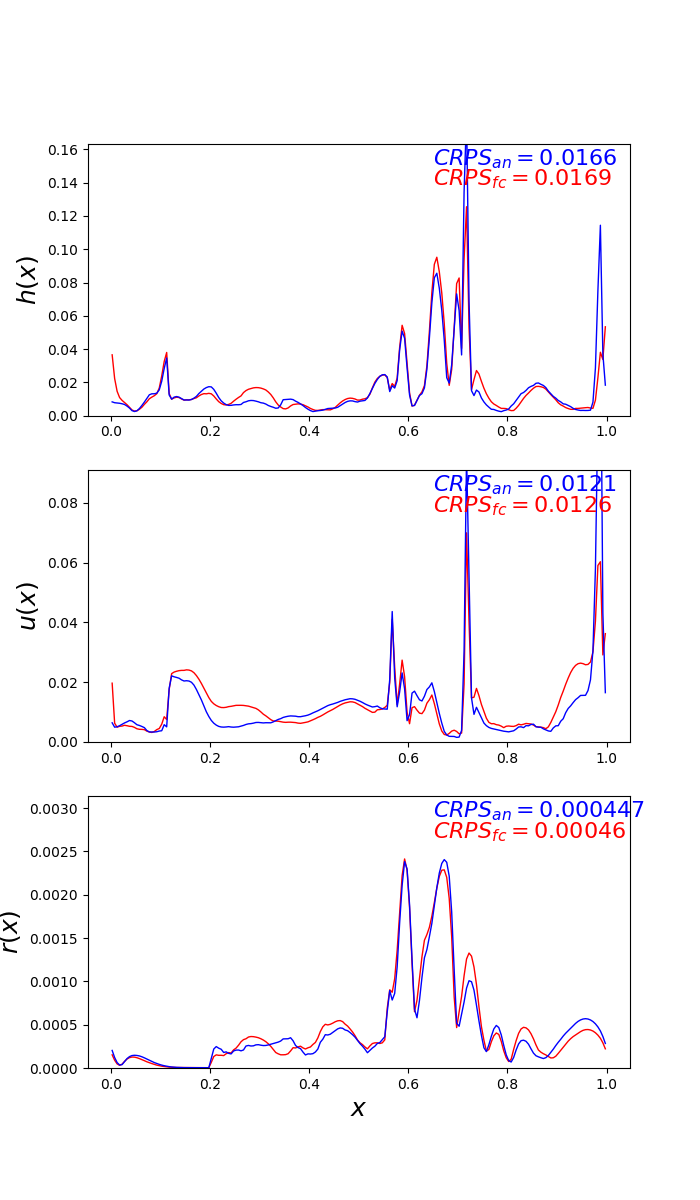 CRPS_an = 0.0166
CRPS_fc = 0.0169
0.16
0.14
0.12
0.10
0.08
0.06
0.04
0.02
0.00
h(x)
0.0 0.2 0.4 0.6 0.8 1.0
CRPS_an = 0.0121
CRPS_fc = 0.0126
0.08
0.06
0.04
0.02
0.00
u(x)
0.0 0.2 0.4 0.6 0.8 1.0
CRPS_an = 0.000447
CRPS_fc = 0.00046
0.0030
0.0025
0.0020
0.0015
0.0010
0.0005
0.0000
r(x)
0.0 0.2 0.4 0.6 0.8 1.0
x